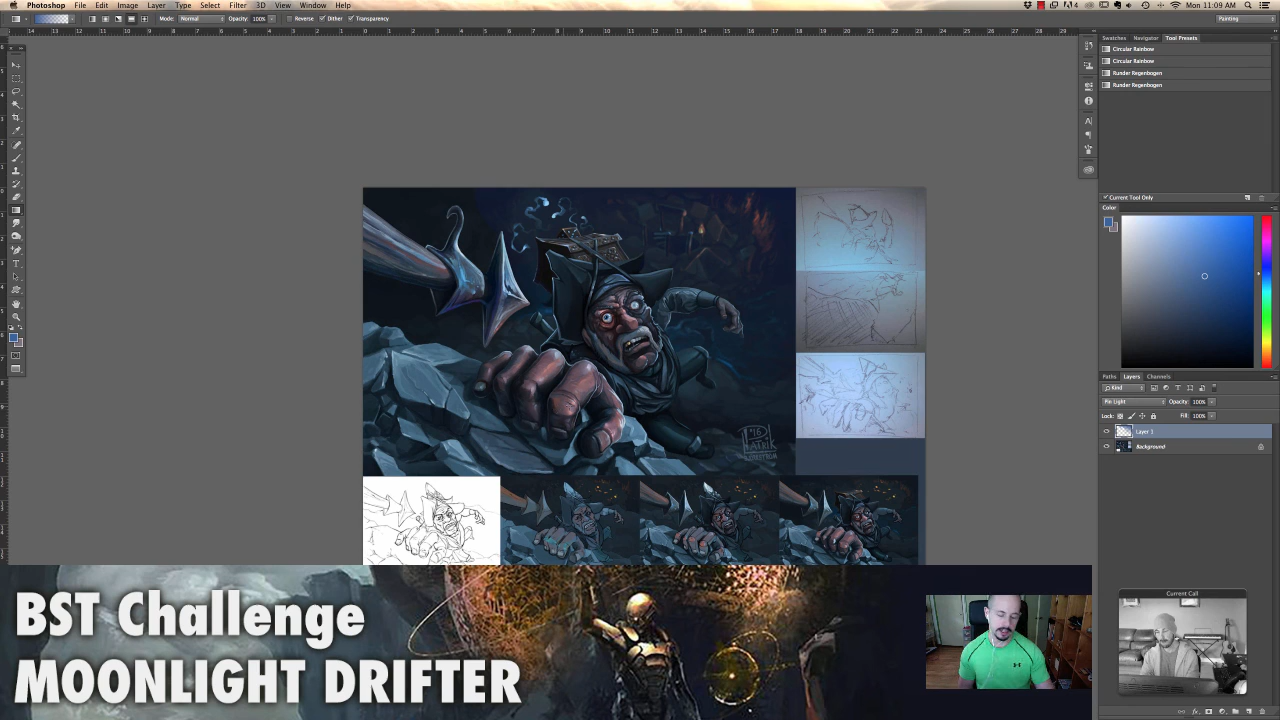 Photoshop File Edit Image Layer Type Select Filter 3D View Window Help
4 Mon 11:09 AM
Mode: Normal Opacity: 100% Reverse Dither Transparency
Painting
Swatches Navigator Tool Presets
Circular Rainbow
Circular Rainbow
Runder Regenbogen
Runder Regenbogen
Current Tool Only
Color
Paths Layers Channels
Kind
Pin Light Opacity: 100%
Lock: Fill: 100%
Layer 1
Background
'16
PATRIK
BST Challenge
MOONLIGHT DRIFTER
Current Call